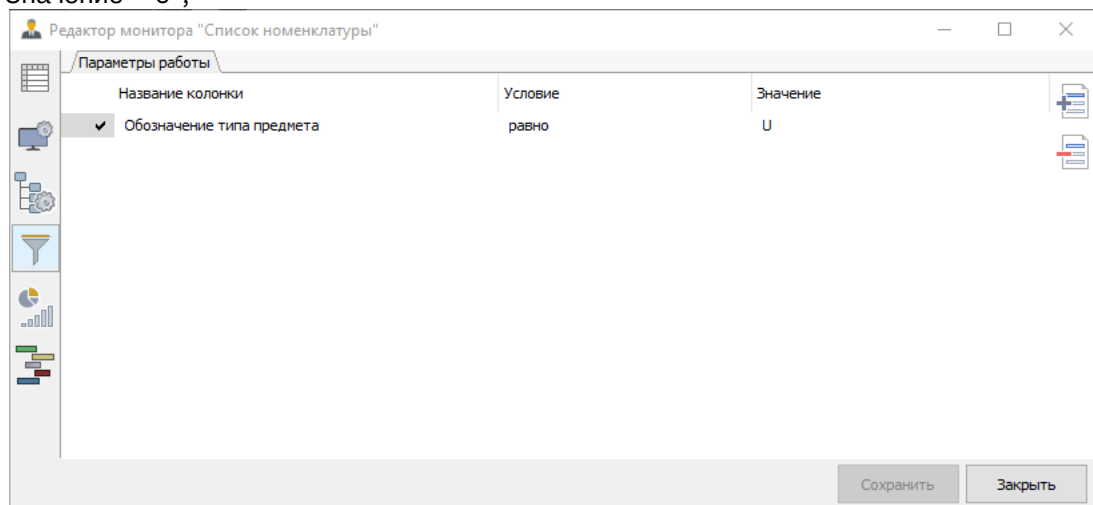 Редактор монитора "Список номенклатуры"
Параметры работы
Название колонки Условие Значение
Обозначение типа предмета равно U
Сохранить Закрыть